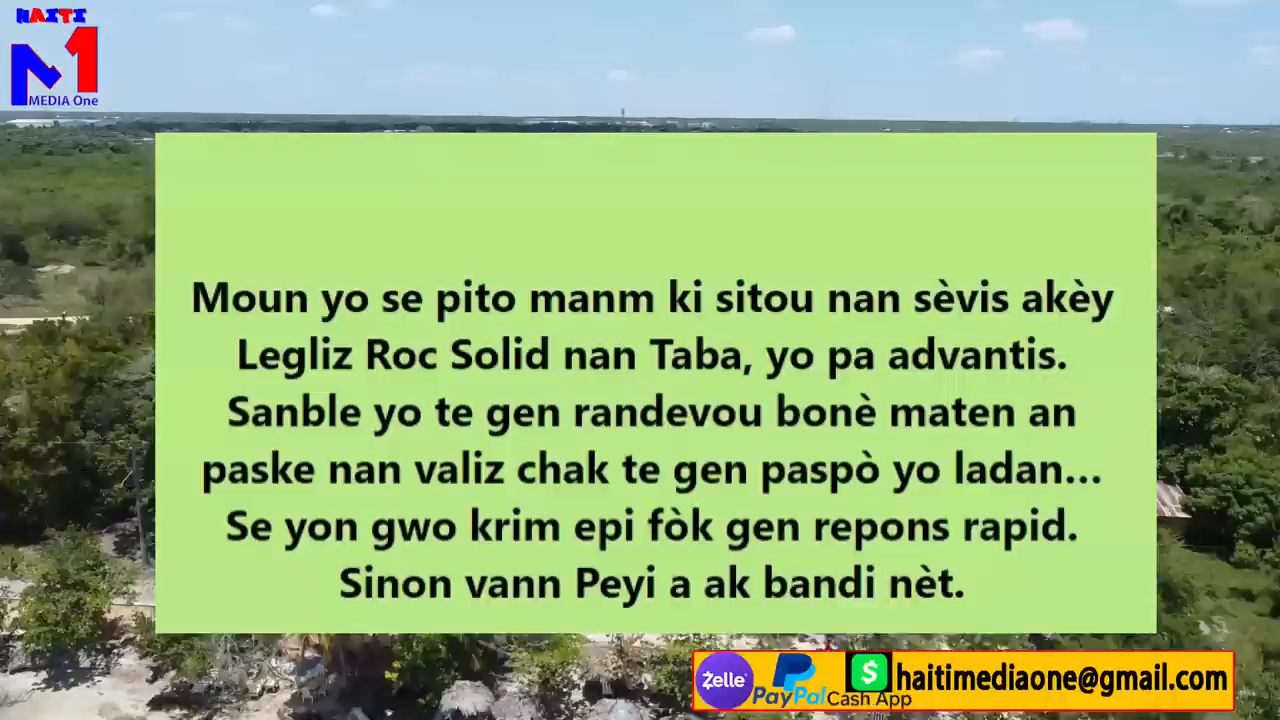 HAITI
M1
MEDIA One
Moun yo se pito manm ki sitou nan sèvis akèy
Legliz Roc Solid nan Taba, yo pa advantis.
Sanble yo te gen randevou bonè maten an
paske nan valiz chak te gen paspò yo ladan...
Se yon gwo krim epi fòk gen repons rapid.
Sinon vann Peyi a ak bandi nèt.
Zelle
PayPal
$
Cash App
haitimediaone@gmail.com